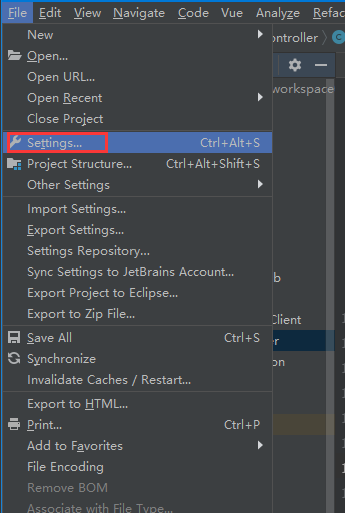 File Edit View Navigate Code Vue Analyze Refac
New
ontroller
Open...
Open URL...
workspace
Open Recent
Close Project
Settings... Ctrl+Alt+S
Project Structure... Ctrl+Alt+Shift+S
Other Settings
Import Settings...
Export Settings...
Settings Repository...
Sync Settings to JetBrains Account...
b
Export Project to Eclipse...
Export to Zip File...
Client
Save All Ctrl+S
er
Synchronize
on
Invalidate Caches / Restart...
Export to HTML...
Print... Ctrl+P
Add to Favorites
File Encoding
Remove BOM
Associate with File Type...